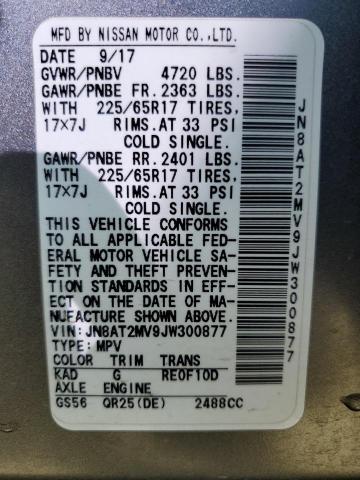 MFD BY NISSAN MOTOR CO.,LTD.
DATE 9/17
GVWR/PNBV 4720 LBS.
GAWR/PNBE FR. 2363 LBS.
WITH 225/65R17 TIRES,
17×7J RIMS.AT 33 PSI
COLD SINGLE.
GAWR/PNBE RR. 2401 LBS.
WITH 225/65R17 TIRES,
17×7J RIMS.AT 33 PSI
COLD SINGLE.
THIS VEHICLE CONFORMS
TO ALL APPLICABLE FED-
ERAL MOTOR VEHICLE SA-
FETY AND THEFT PREVEN-
TION STANDARDS IN EFF-
ECT ON THE DATE OF MA-
NUFACTURE SHOWN ABOVE.
VIN:JN8AT2MV9JW300877
TYPE:MPV
COLOR TRIM TRANS
KAD G RE0F10D
AXLE ENGINE
GS56 QR25(DE) 2488CC
JN8AT2MV9JW300877